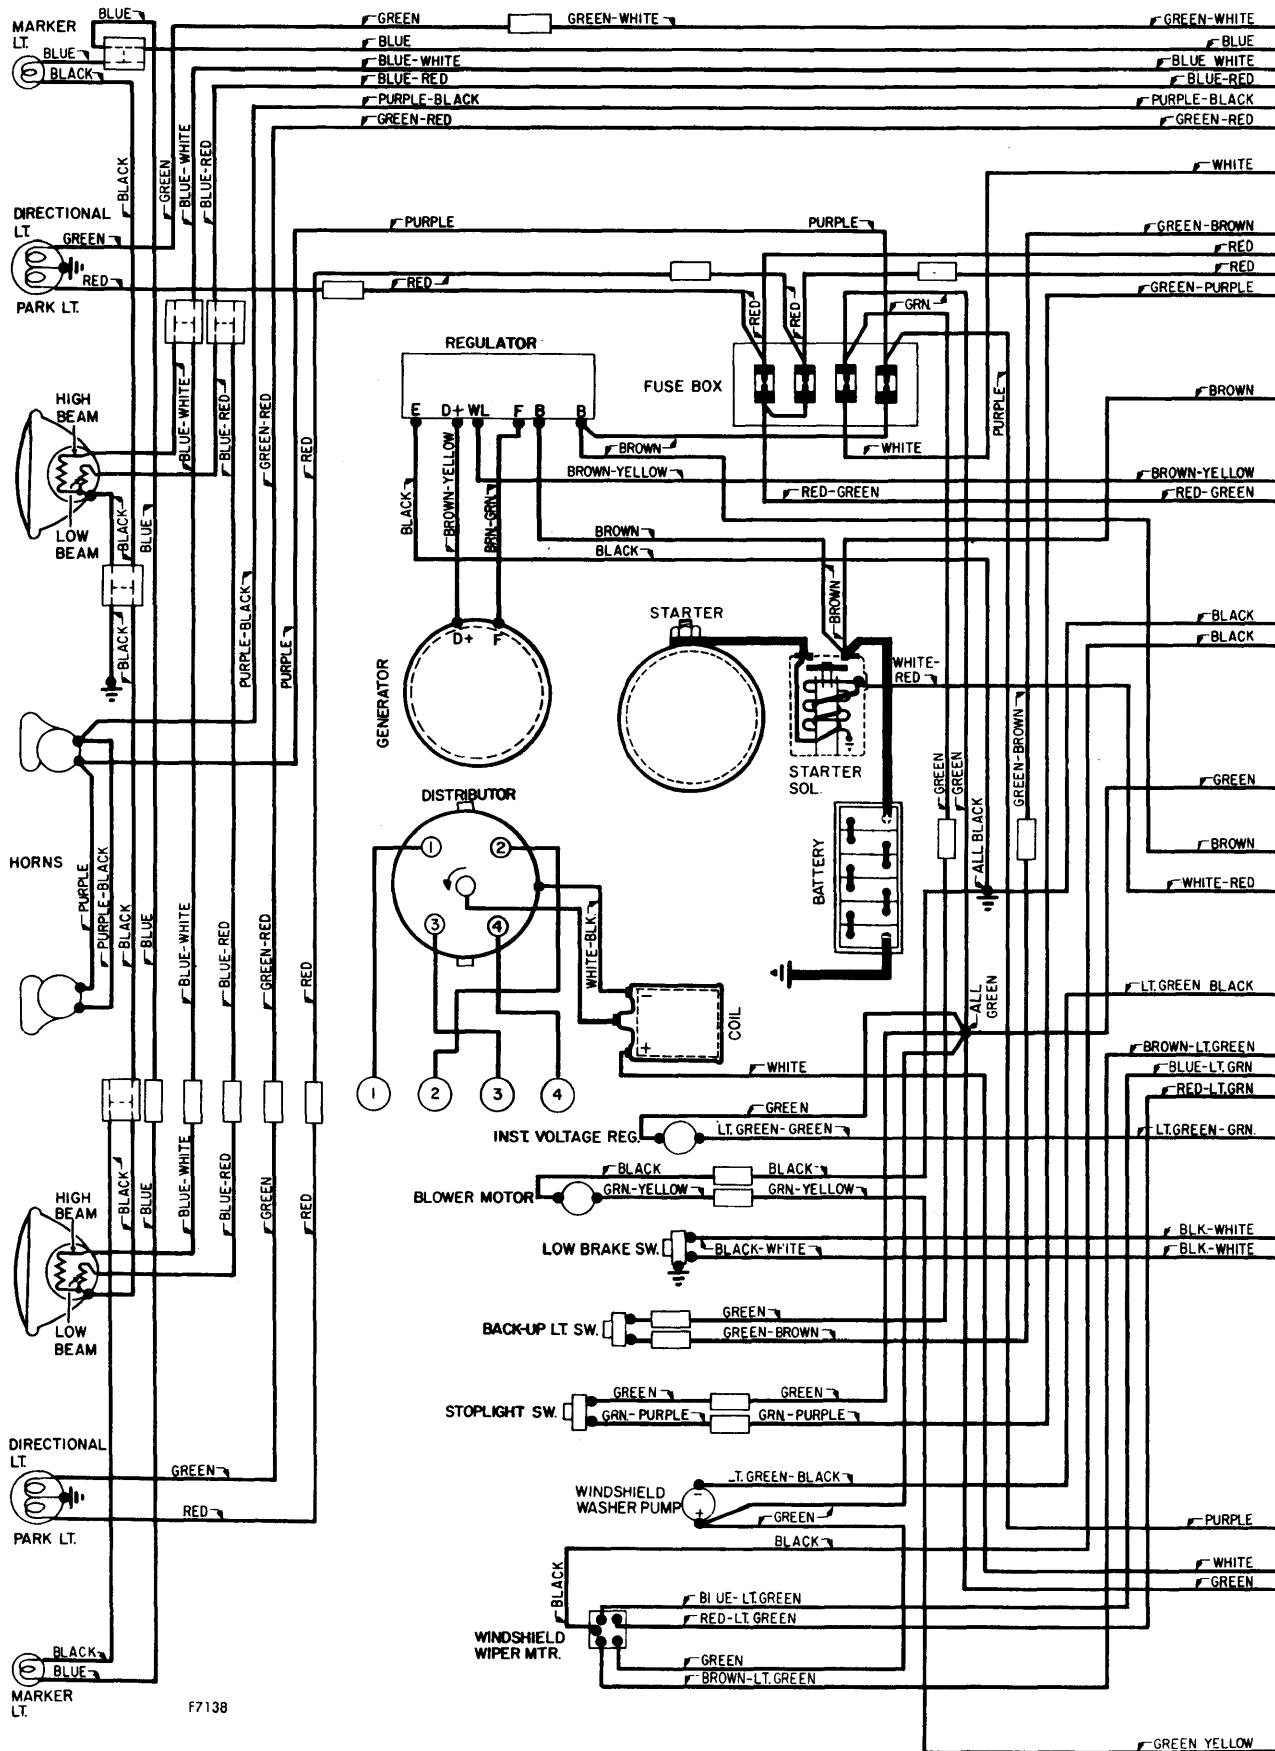 MARKER
LT.
BLUE
BLUE
BLACK
GREEN
GREEN-WHITE
GREEN-WHITE
BLUE
BLUE
BLUE-WHITE
BLUE WHITE
BLUE-RED
BLUE-RED
PURPLE-BLACK
PURPLE-BLACK
GREEN-RED
GREEN-RED
BLACK
GREEN
BLUE-WHITE
BLUE-RED
WHITE
DIRECTIONAL
LT.
GREEN
RED
PARK LT.
PURPLE
PURPLE
GREEN-BROWN
RED
RED
RED
GREEN-PURPLE
RED
RED
GRN
REGULATOR
E D+ WL F B B
FUSE BOX
PURPLE
BROWN
HIGH
BEAM
LOW
BEAM
BLUE-WHITE
BLUE-RED
GREEN-RED
RED
BLACK
BLUE
BROWN
WHITE
BROWN-YELLOW
BROWN-YELLOW
RED-GREEN
RED-GREEN
BLACK
BROWN-YELLOW
BRN-GRN
BROWN
BLACK
BROWN
BLACK
PURPLE-BLACK
PURPLE
STARTER
BLACK
BLACK
D+ F
GENERATOR
WHITE-
RED
GREEN-BROWN
STARTER
SOL.
GREEN
GREEN
GREEN
DISTRIBUTOR
1
2
3
4
HORNS
PURPLE
PURPLE-BLACK
BLACK
BLUE
BLUE-WHITE
BLUE-RED
GREEN-RED
RED
BATTERY
ALL BLACK
BROWN
WHITE-RED
WHITE-BLK.
-
+
COIL
ALL
GREEN
LT.GREEN BLACK
BROWN-LT.GREEN
BLUE-LT.GRN
RED-LT.GRN
WHITE
1
2
3
4
GREEN
INST. VOLTAGE REG.
LT.GREEN-GREEN
LT.GREEN-GRN.
BLACK
BLACK
BLOWER MOTOR
GRN.-YELLOW
GRN-YELLOW
BLACK
BLUE
BLUE-WHITE
BLUE-RED
GREEN
RED
HIGH
BEAM
LOW
BEAM
LOW BRAKE SW.
BLACK-WHITE
BLK-WHITE
BLK.-WHITE
BACK-UP LT. SW.
GREEN
GREEN-BROWN
STOPLIGHT SW.
GREEN
GREEN
GRN.-PURPLE
GRN.-PURPLE
DIRECTIONAL
LT.
GREEN
RED
PARK LT.
WINDSHIELD
WASHER PUMP
-
+
LT.GREEN-BLACK
GREEN
BLACK
PURPLE
WHITE
GREEN
BLACK
BLUE-LT.GREEN
RED-LT.GREEN
WINDSHIELD
WIPER MTR.
GREEN
BROWN-LT.GREEN
BLACK
BLUE
MARKER
LT.
F7138
GREEN YELLOW